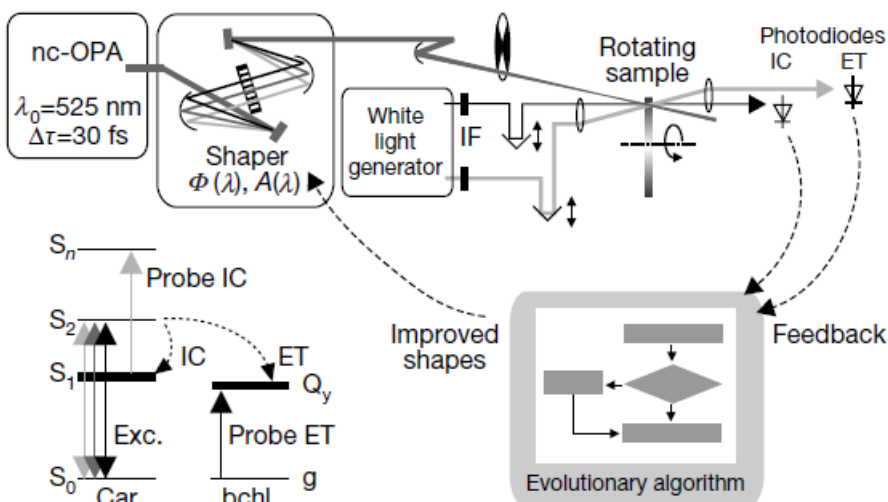 nc-OPA
λ0=525 nm
Δτ=30 fs
Shaper
Φ(λ), A(λ)
White
light
generator
IF
Rotating
sample
Photodiodes
IC ET
Sn
Probe IC
S2
IC
ET
S1
Qy
Exc.
Probe ET
S0
g
Car
bchl
Improved
shapes
Feedback
Evolutionary algorithm